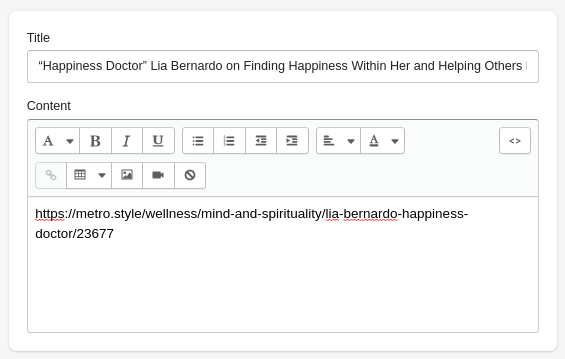 Title
“Happiness Doctor” Lia Bernardo on Finding Happiness Within Her and Helping Others
Content
A B I U A <>
https://metro.style/wellness/mind-and-spirituality/lia-bernardo-happiness-
doctor/23677